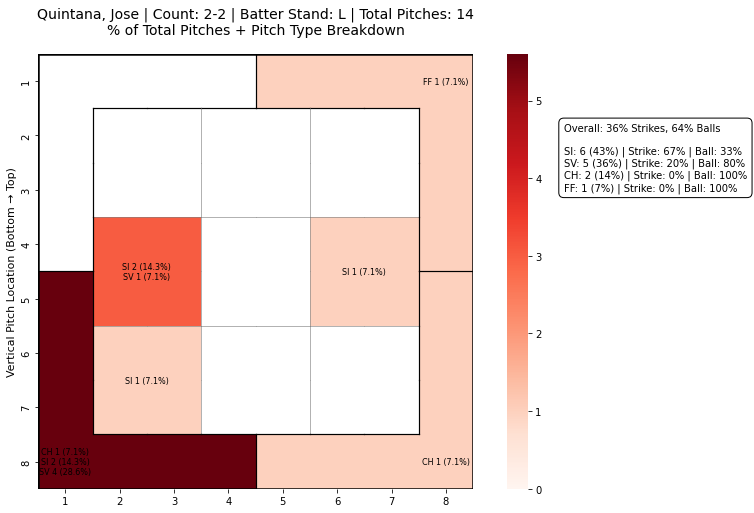 Quintana, Jose | Count: 2-2 | Batter Stand: L | Total Pitches: 14
% of Total Pitches + Pitch Type Breakdown
Vertical Pitch Location (Bottom → Top)
1
2
3
4
5
6
7
8
FF 1 (7.1%)
SI 2 (14.3%)
SV 1 (7.1%)
SI 1 (7.1%)
SI 1 (7.1%)
CH 1 (7.1%)
SI 2 (14.3%)
SV 4 (28.6%)
CH 1 (7.1%)
1
2
3
4
5
6
7
8
5
4
3
2
1
0
Overall: 36% Strikes, 64% Balls
SI: 6 (43%) | Strike: 67% | Ball: 33%
SV: 5 (36%) | Strike: 20% | Ball: 80%
CH: 2 (14%) | Strike: 0% | Ball: 100%
FF: 1 (7%) | Strike: 0% | Ball: 100%